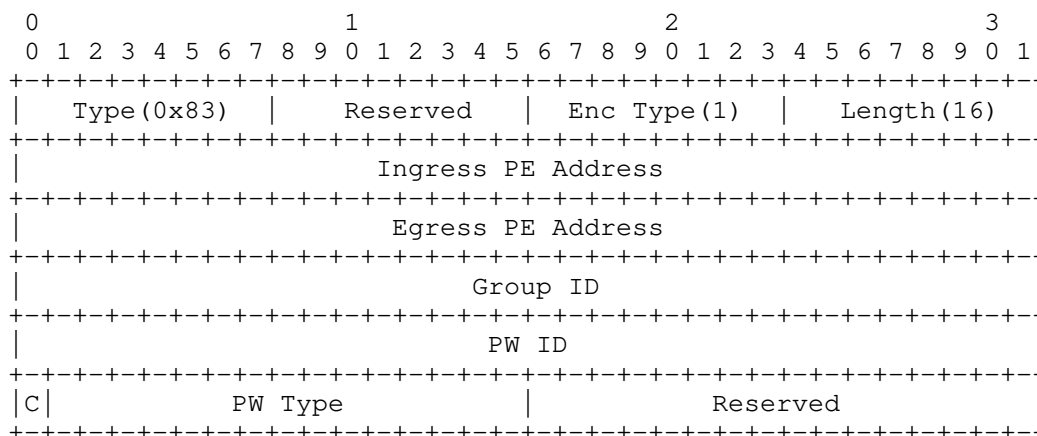 0 1 2 3
0 1 2 3 4 5 6 7 8 9 0 1 2 3 4 5 6 7 8 9 0 1 2 3 4 5 6 7 8 9 0 1
+-+-+-+-+-+-+-+-+-+-+-+-+-+-+-+-+-+-+-+-+-+-+-+-+-+-+-+-+-+-+-+-
| Type(0x83) | Reserved | Enc Type(1) | Length(16)
+-+-+-+-+-+-+-+-+-+-+-+-+-+-+-+-+-+-+-+-+-+-+-+-+-+-+-+-+-+-+-+-
| Ingress PE Address
+-+-+-+-+-+-+-+-+-+-+-+-+-+-+-+-+-+-+-+-+-+-+-+-+-+-+-+-+-+-+-+-
| Egress PE Address
+-+-+-+-+-+-+-+-+-+-+-+-+-+-+-+-+-+-+-+-+-+-+-+-+-+-+-+-+-+-+-+-
| Group ID
+-+-+-+-+-+-+-+-+-+-+-+-+-+-+-+-+-+-+-+-+-+-+-+-+-+-+-+-+-+-+-+-
| PW ID
+-+-+-+-+-+-+-+-+-+-+-+-+-+-+-+-+-+-+-+-+-+-+-+-+-+-+-+-+-+-+-+-
|C| PW Type | Reserved
+-+-+-+-+-+-+-+-+-+-+-+-+-+-+-+-+-+-+-+-+-+-+-+-+-+-+-+-+-+-+-+-